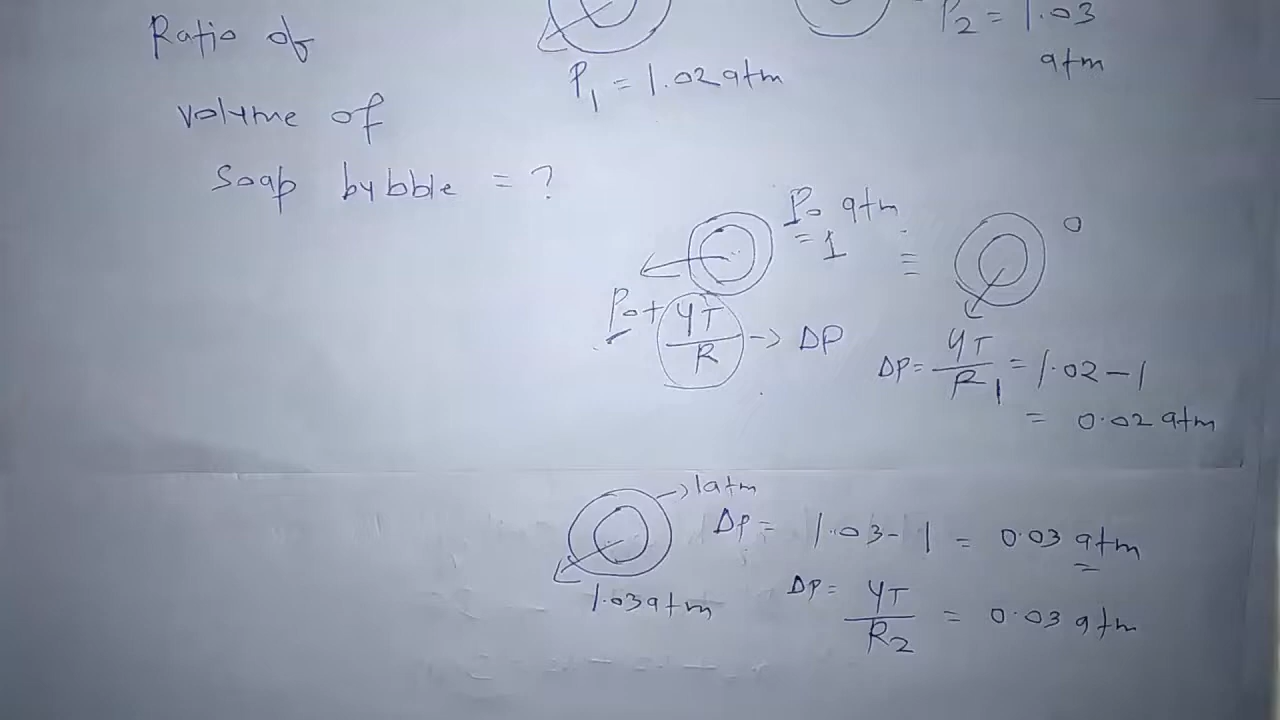 Ratio of
volume of
Soap bubble = ?
P₁ = 1.02 atm
P₂ = 1.03
atm
P₀ atm
= 1
≡
0
P₀ + 4T/R → ΔP
ΔP = 4T/R₁ = 1.02 - 1
= 0.02 atm
→ 1atm
1.03 atm
ΔP = 1.03 - 1 = 0.03 atm
ΔP = 4T/R₂ = 0.03 atm